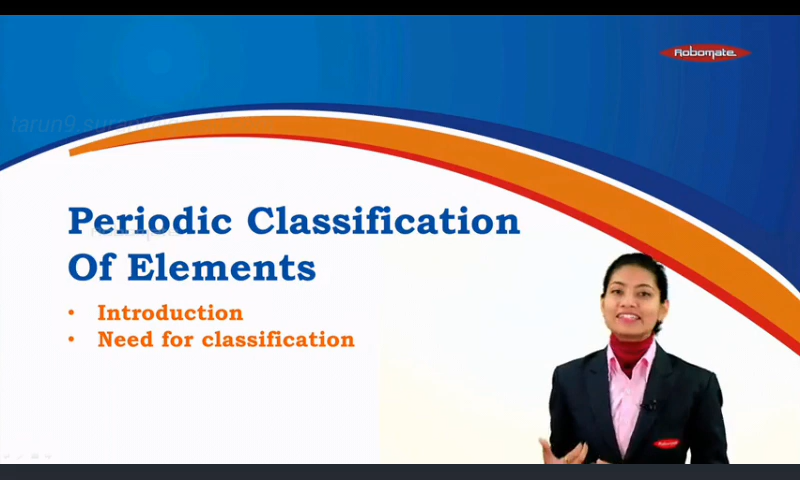 Robomate
Periodic Classification
Of Elements
• Introduction
• Need for classification